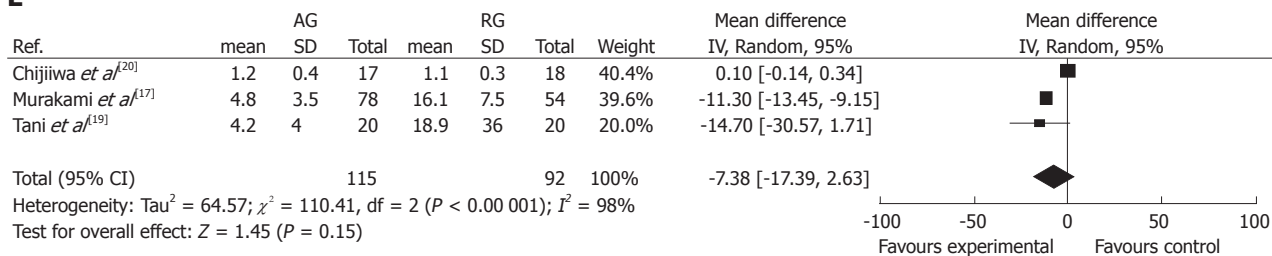 E
AG RG Mean difference Mean difference
Ref. mean SD Total mean SD Total Weight IV, Random, 95% IV, Random, 95%
Chijiiwa et al[20] 1.2 0.4 17 1.1 0.3 18 40.4% 0.10 [-0.14, 0.34]
Murakami et al[17] 4.8 3.5 78 16.1 7.5 54 39.6% -11.30 [-13.45, -9.15]
Tani et al[19] 4.2 4 20 18.9 36 20 20.0% -14.70 [-30.57, 1.71]
Total (95% CI) 115 92 100% -7.38 [-17.39, 2.63]
Heterogeneity: Tau² = 64.57; χ² = 110.41, df = 2 (P < 0.00 001); I² = 98%
-100 -50 0 50 100
Test for overall effect: Z = 1.45 (P = 0.15)
Favours experimental Favours control